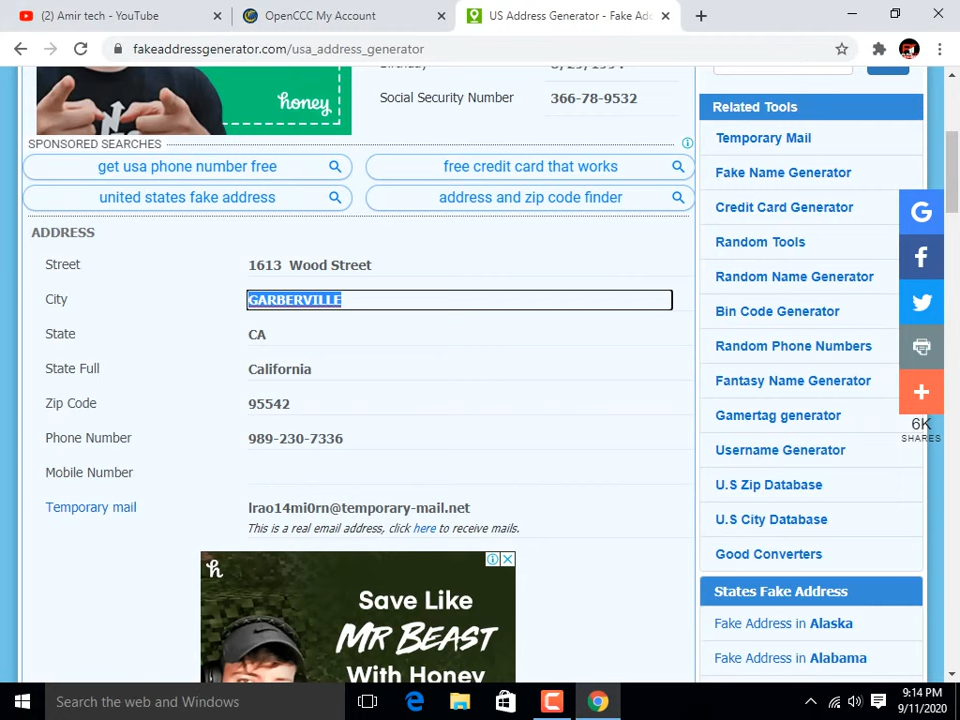 (2) Amir tech - YouTube
OpenCCC My Account
US Address Generator - Fake Add
fakeaddressgenerator.com/usa_address_generator
honey
Social Security Number 366-78-9532
SPONSORED SEARCHES
get usa phone number free
free credit card that works
united states fake address
address and zip code finder
ADDRESS
Street 1613 Wood Street
City GARBERVILLE
State CA
State Full California
Zip Code 95542
Phone Number 989-230-7336
Mobile Number
Temporary mail lrao14mi0rn@temporary-mail.net
This is a real email address, click here to receive mails.
h
Save Like
MR BEAST
With Honey
Related Tools
Temporary Mail
Fake Name Generator
Credit Card Generator
Random Tools
Random Name Generator
Bin Code Generator
Random Phone Numbers
Fantasy Name Generator
Gamertag generator
Username Generator
U.S Zip Database
U.S City Database
Good Converters
States Fake Address
Fake Address in Alaska
Fake Address in Alabama
6K
SHARES
Search the web and Windows
9:14 PM
9/11/2020